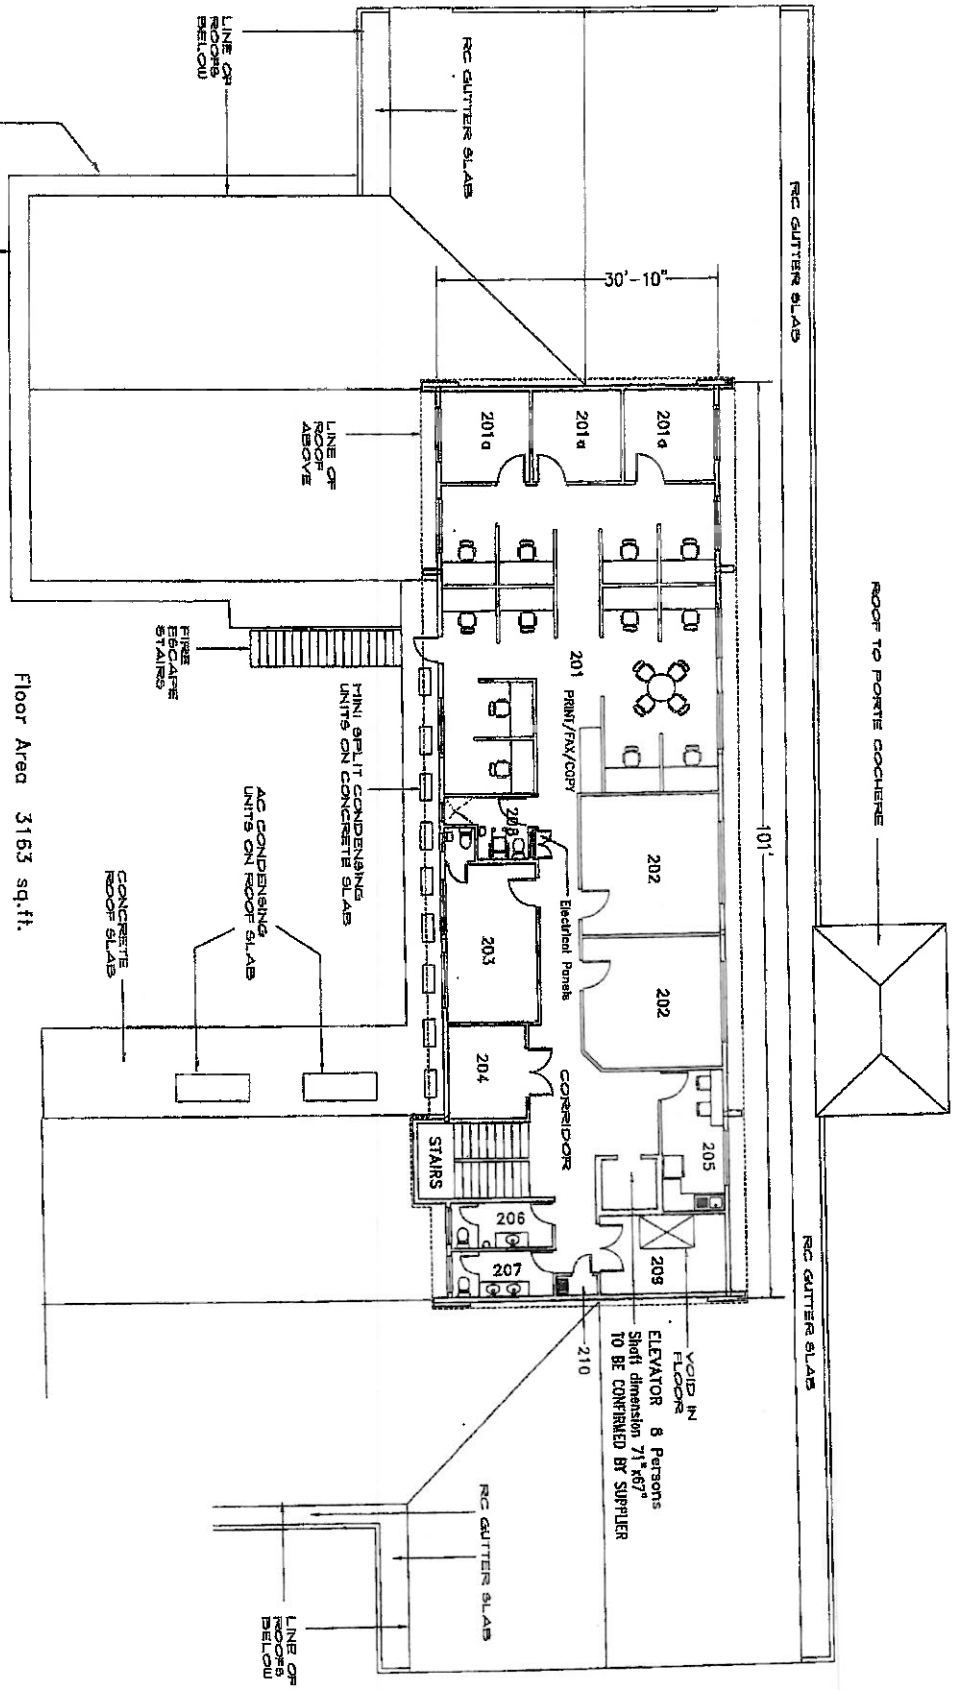 RC GUTTER SLAB
ROOF TO PORTE COCHERE
RC GUTTER SLAB
LINE OF
ROOFS
BELOW
RC GUTTER SLAB
30'-10"
101'
201a
201a
201a
201
PRINT/FAX/COPY
202
202
205
209
VOID IN
FLOOR
ELEVATOR 8 Persons
Shaft dimension 71"x67"
TO BE CONFIRMED BY SUPPLIER
208
Electrical Panels
203
204
CORRIDOR
STAIRS
206
207
210
LINE OF
ROOF
ABOVE
FIRE
ESCAPE
STAIRS
MINI SPLIT CONDENSING
UNITS ON CONCRETE SLAB
AC CONDENSING
UNITS ON ROOF SLAB
CONCRETE
ROOF SLAB
RC GUTTER SLAB
LINE OF
ROOFS
BELOW
Floor Area 3163 sq.ft.